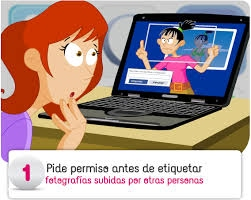 1
Pide permiso antes de etiquetar
fotografías subidas por otras personas